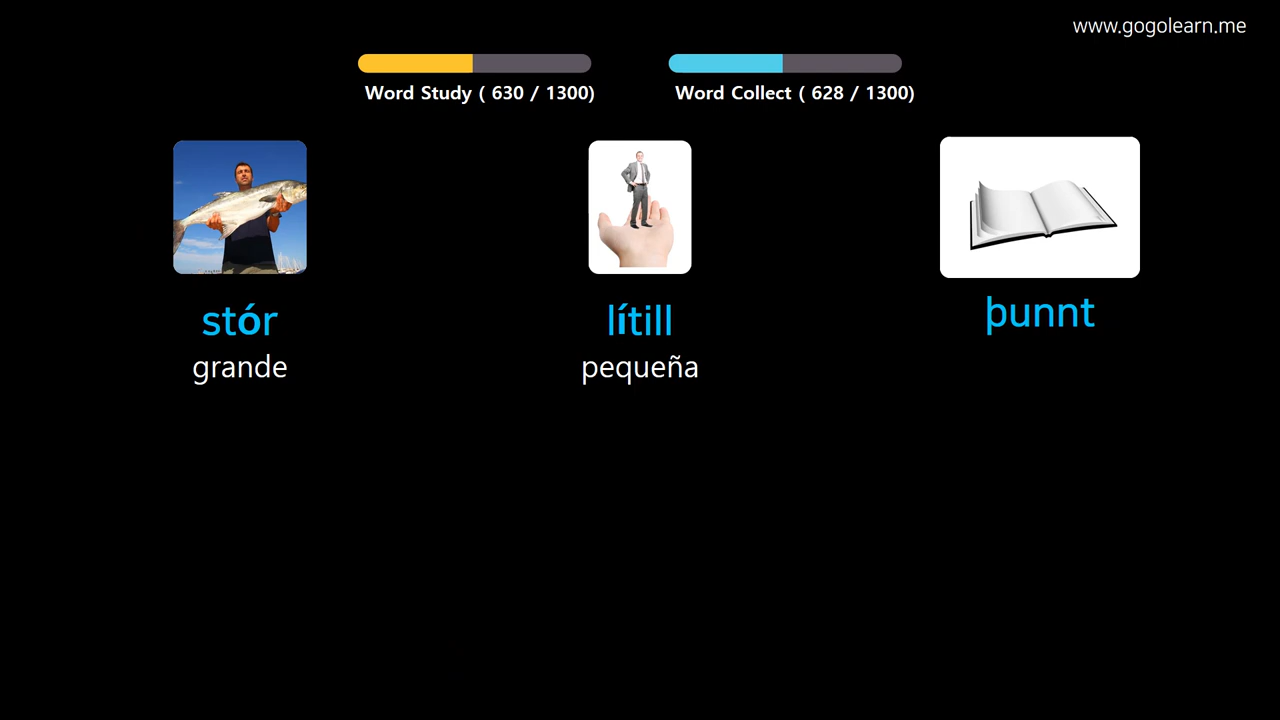 www.gogolearn.me
Word Study ( 630 / 1300)
Word Collect ( 628 / 1300)
stór
lítill
þunnt
grande
pequeña